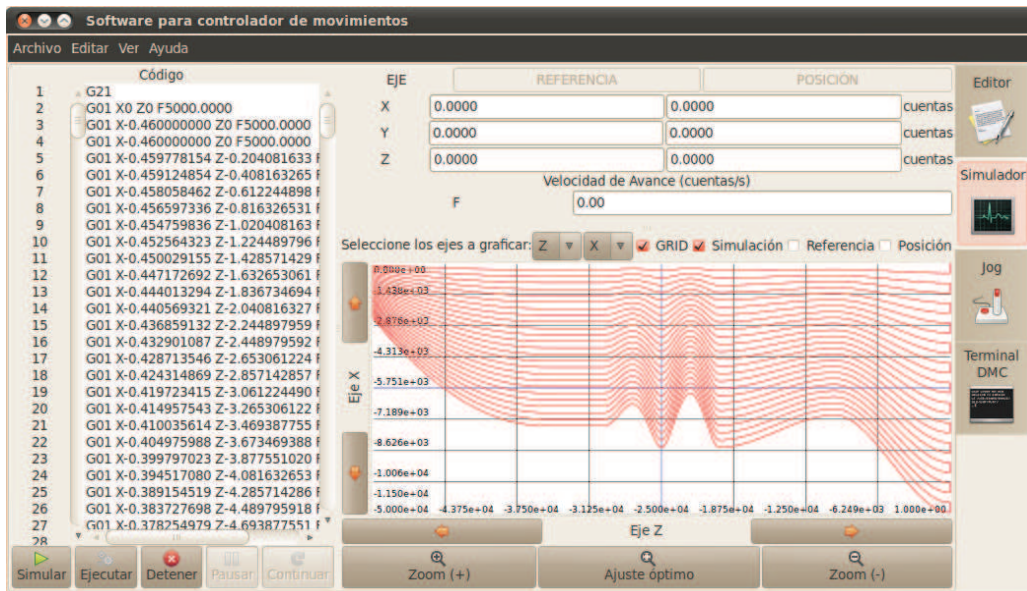 Software para controlador de movimientos
Archivo Editar Ver Ayuda
Código
1 G21
2 G01 X0 Z0 F5000.0000
3 G01 X-0.460000000 Z0 F5000.0000
4 G01 X-0.460000000 Z0 F5000.0000
5 G01 X-0.459778154 Z-0.204081633 F
6 G01 X-0.459124854 Z-0.408163265 F
7 G01 X-0.458058462 Z-0.612244898 F
8 G01 X-0.456597336 Z-0.816326531 F
9 G01 X-0.454759836 Z-1.020408163 F
10 G01 X-0.452564323 Z-1.224489796 F
11 G01 X-0.450029155 Z-1.428571429 F
12 G01 X-0.447172692 Z-1.632653061 F
13 G01 X-0.444013294 Z-1.836734694 F
14 G01 X-0.440569321 Z-2.040816327 F
15 G01 X-0.436859132 Z-2.244897959 F
16 G01 X-0.432901087 Z-2.448979592 F
17 G01 X-0.428713546 Z-2.653061224 F
18 G01 X-0.424314869 Z-2.857142857 F
19 G01 X-0.419723415 Z-3.061224490 F
20 G01 X-0.414957543 Z-3.265306122 F
21 G01 X-0.410035614 Z-3.469387755 F
22 G01 X-0.404975988 Z-3.673469388 F
23 G01 X-0.399797023 Z-3.877551020 F
24 G01 X-0.394517080 Z-4.081632653 F
25 G01 X-0.389154519 Z-4.285714286 F
26 G01 X-0.383727698 Z-4.489795918 F
27 G01 X-0.378254979 Z-4.693877551 F
28
Simular Ejecutar Detener Pausar Continuar
EJE REFERENCIA POSICIÓN
X 0.0000 0.0000 cuentas
Y 0.0000 0.0000 cuentas
Z 0.0000 0.0000 cuentas
Velocidad de Avance (cuentas/s)
F 0.00
Seleccione los ejes a graficar: Z X GRID Simulación Referencia Posición
0.000e+00
-1.438e+03
-2.876e+03
-4.313e+03
-5.751e+03
-7.189e+03
-8.626e+03
-1.006e+04
-1.150e+04
Eje X
-5.000e+04 -4.375e+04 -3.750e+04 -3.125e+04 -2.500e+04 -1.875e+04 -1.250e+04 -6.249e+03 1.000e+00
Eje Z
Zoom (+) Ajuste óptimo Zoom (-)
Editor
Simulador
Jog
Terminal
DMC